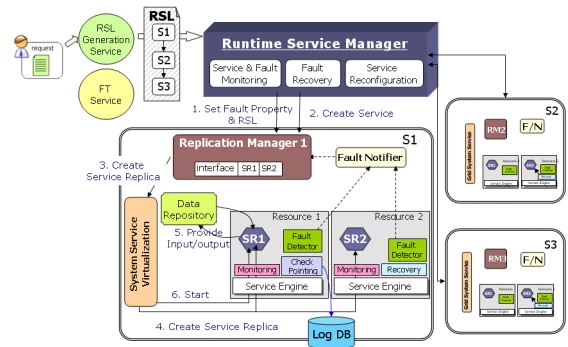 request
RSL
Generation
Service
FT
Service
RSL
S1
S2
S3
Runtime Service Manager
Service & Fault
Monitoring
Fault
Recovery
Service
Reconfiguration
1. Set Fault Property
& RSL
2. Create Service
S1
Replication Manager 1
interface SR1 SR2
Fault Notifier
3. Create
Service Replica
Data
Repository
5. Provide
Input/output
System Service
Virtualization
Resource 1
SR1
Fault
Detector
Monitoring
Check
Pointing
Service Engine
Resource 2
SR2
Fault
Detector
Monitoring
Recovery
Service Engine
6. Start
4. Create Service Replica
Log DB
S2
Grid System Service
RM2
F/N
Service Engine
S3
Grid System Service
RM3
F/N